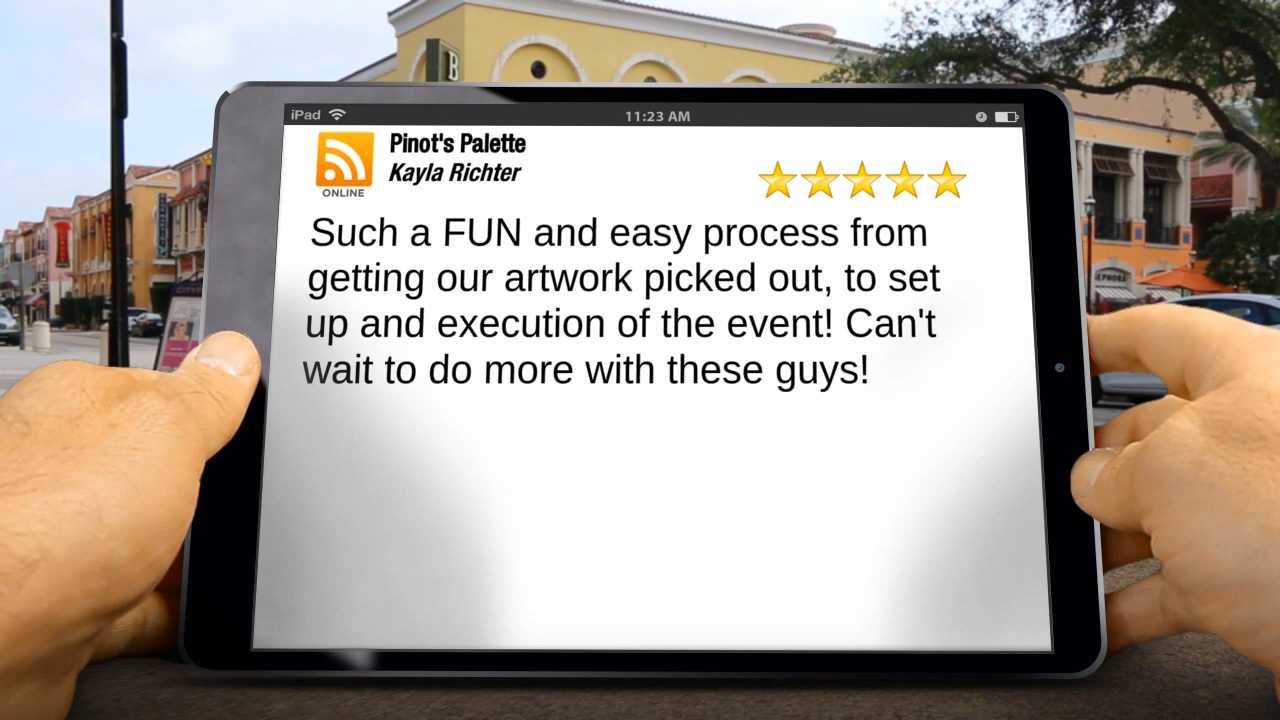 B
iPad 11:23 AM
ONLINE
Pinot's Palette
Kayla Richter
Such a FUN and easy process from
getting our artwork picked out, to set
up and execution of the event! Can't
wait to do more with these guys!
SEPHORA